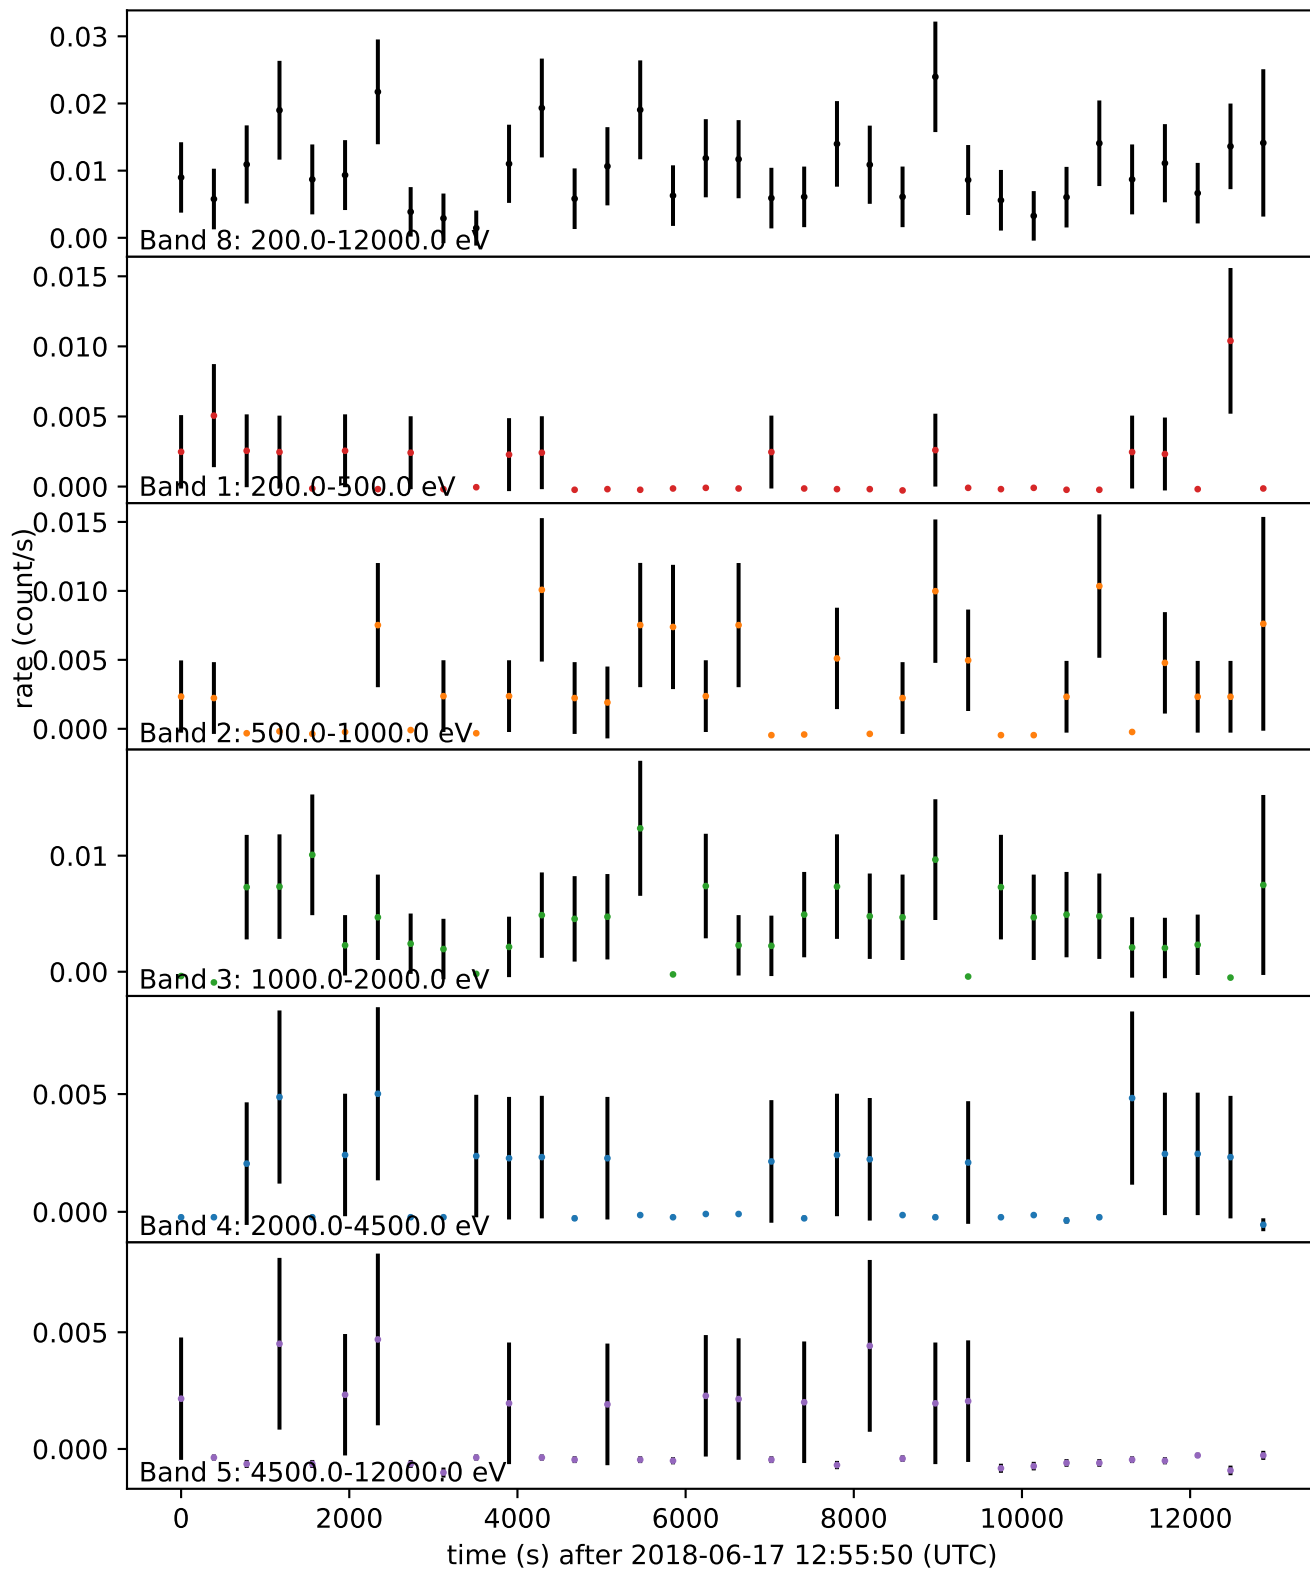 0.03
0.02
0.01
0.00
Band 8: 200.0-12000.0 eV
0.015
0.010
0.005
0.000
Band 1: 200.0-500.0 eV
rate (count/s)
0.015
0.010
0.005
0.000
Band 2: 500.0-1000.0 eV
0.01
0.00
Band 3: 1000.0-2000.0 eV
0.005
0.000
Band 4: 2000.0-4500.0 eV
0.005
0.000
Band 5: 4500.0-12000.0 eV
0 2000 4000 6000 8000 10000 12000
time (s) after 2018-06-17 12:55:50 (UTC)